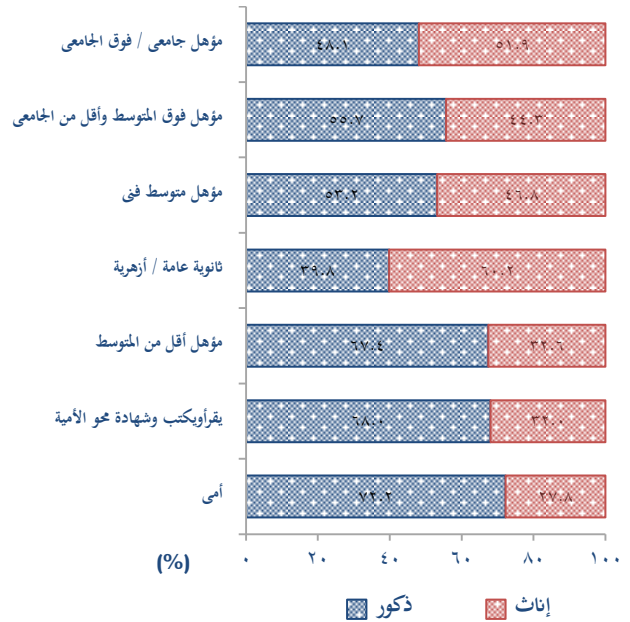 مؤهل جامعى / فوق الجامعى
٤٨.١ ٥١.٩
مؤهل فوق المتوسط وأقل من الجامعى
٥٥.٧ ٤٤.٣
مؤهل متوسط فنى
٥٣.٢ ٤٦.٨
ثانوية عامة / أزهرية
٣٩.٨ ٦٠.٢
مؤهل أقل من المتوسط
٦٧.٤ ٣٢.٦
يقرأويكتب وشهادة محو الأمية
٦٨.٠ ٣٢.٠
أمى
٧٢.٢ ٢٧.٨
(%) ٠ ٢٠ ٤٠ ٦٠ ٨٠ ١٠٠
ذكور إناث